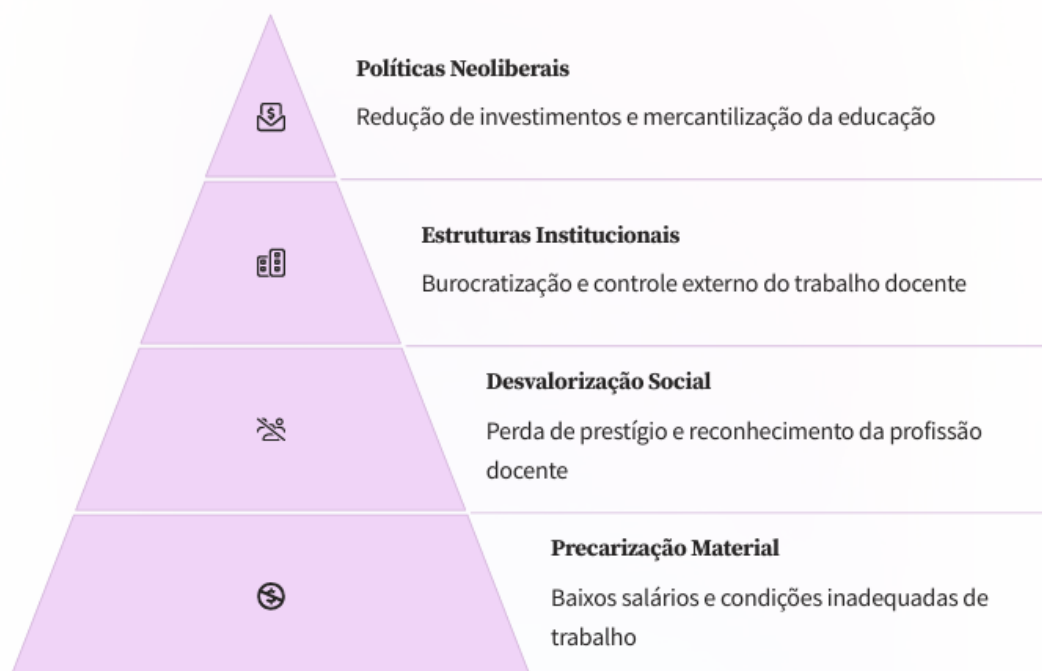 Políticas Neoliberais
Redução de investimentos e mercantilização da educação
Estruturas Institucionais
Burocratização e controle externo do trabalho docente
Desvalorização Social
Perda de prestígio e reconhecimento da profissão
docente
Precarização Material
Baixos salários e condições inadequadas de
trabalho